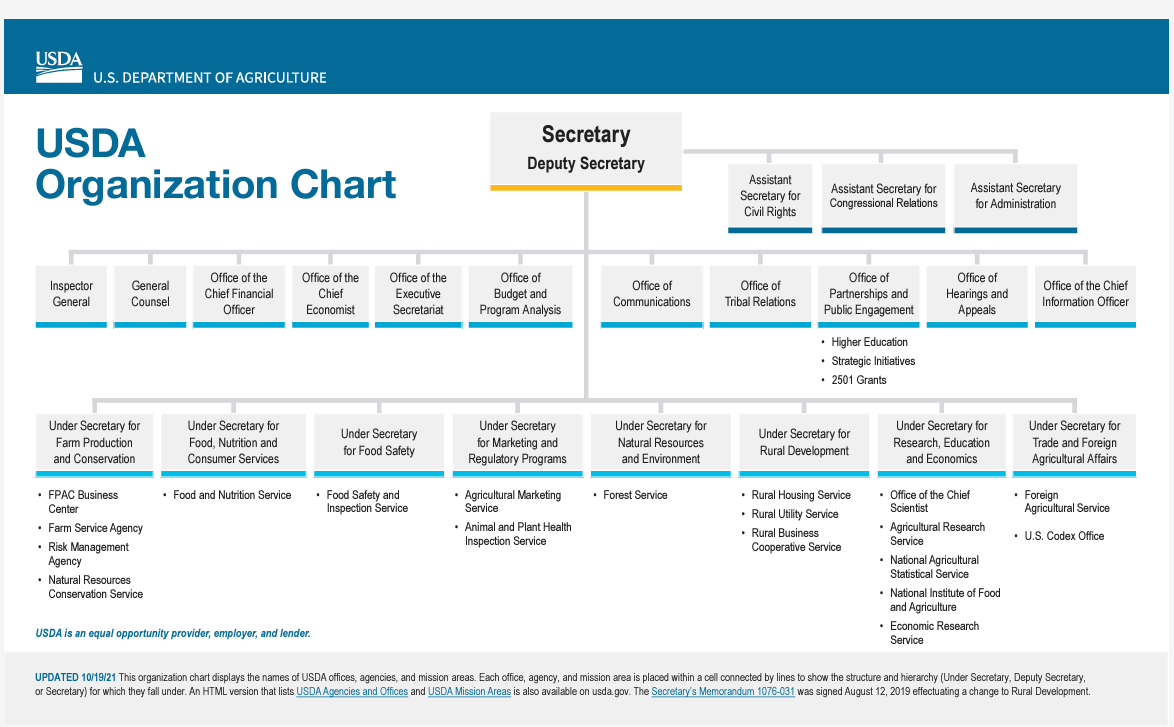 USDA
U.S. DEPARTMENT OF AGRICULTURE
USDA
Organization Chart
Secretary
Deputy Secretary
Assistant
Secretary for
Civil Rights
Assistant Secretary for
Congressional Relations
Assistant Secretary
for Administration
Inspector
General
General
Counsel
Office of the
Chief Financial
Officer
Office of the
Chief
Economist
Office of the
Executive
Secretariat
Office of
Budget and
Program Analysis
Office of
Communications
Office of
Tribal Relations
Office of
Partnerships and
Public Engagement
Office of
Hearings and
Appeals
Office of the Chief
Information Officer
• Higher Education
• Strategic Initiatives
• 2501 Grants
Under Secretary for
Farm Production
and Conservation
Under Secretary for
Food, Nutrition and
Consumer Services
Under Secretary
for Food Safety
Under Secretary
for Marketing and
Regulatory Programs
Under Secretary for
Natural Resources
and Environment
Under Secretary for
Rural Development
Under Secretary for
Research, Education
and Economics
Under Secretary for
Trade and Foreign
Agricultural Affairs
• FPAC Business
Center
• Farm Service Agency
• Risk Management
Agency
• Natural Resources
Conservation Service
• Food and Nutrition Service
• Food Safety and
Inspection Service
• Agricultural Marketing
Service
• Animal and Plant Health
Inspection Service
• Forest Service
• Rural Housing Service
• Rural Utility Service
• Rural Business
Cooperative Service
• Office of the Chief
Scientist
• Agricultural Research
Service
• National Agricultural
Statistical Service
• National Institute of Food
and Agriculture
• Economic Research
Service
• Foreign
Agricultural Service
• U.S. Codex Office
USDA is an equal opportunity provider, employer, and lender.
UPDATED 10/19/21 This organization chart displays the names of USDA offices, agencies, and mission areas. Each office, agency, and mission area is placed within a cell connected by lines to show the structure and hierarchy (Under Secretary, Deputy Secretary,
or Secretary) for which they fall under. An HTML version that lists USDA Agencies and Offices and USDA Mission Areas is also available on usda.gov. The Secretary's Memorandum 1076-031 was signed August 12, 2019 effectuating a change to Rural Development.